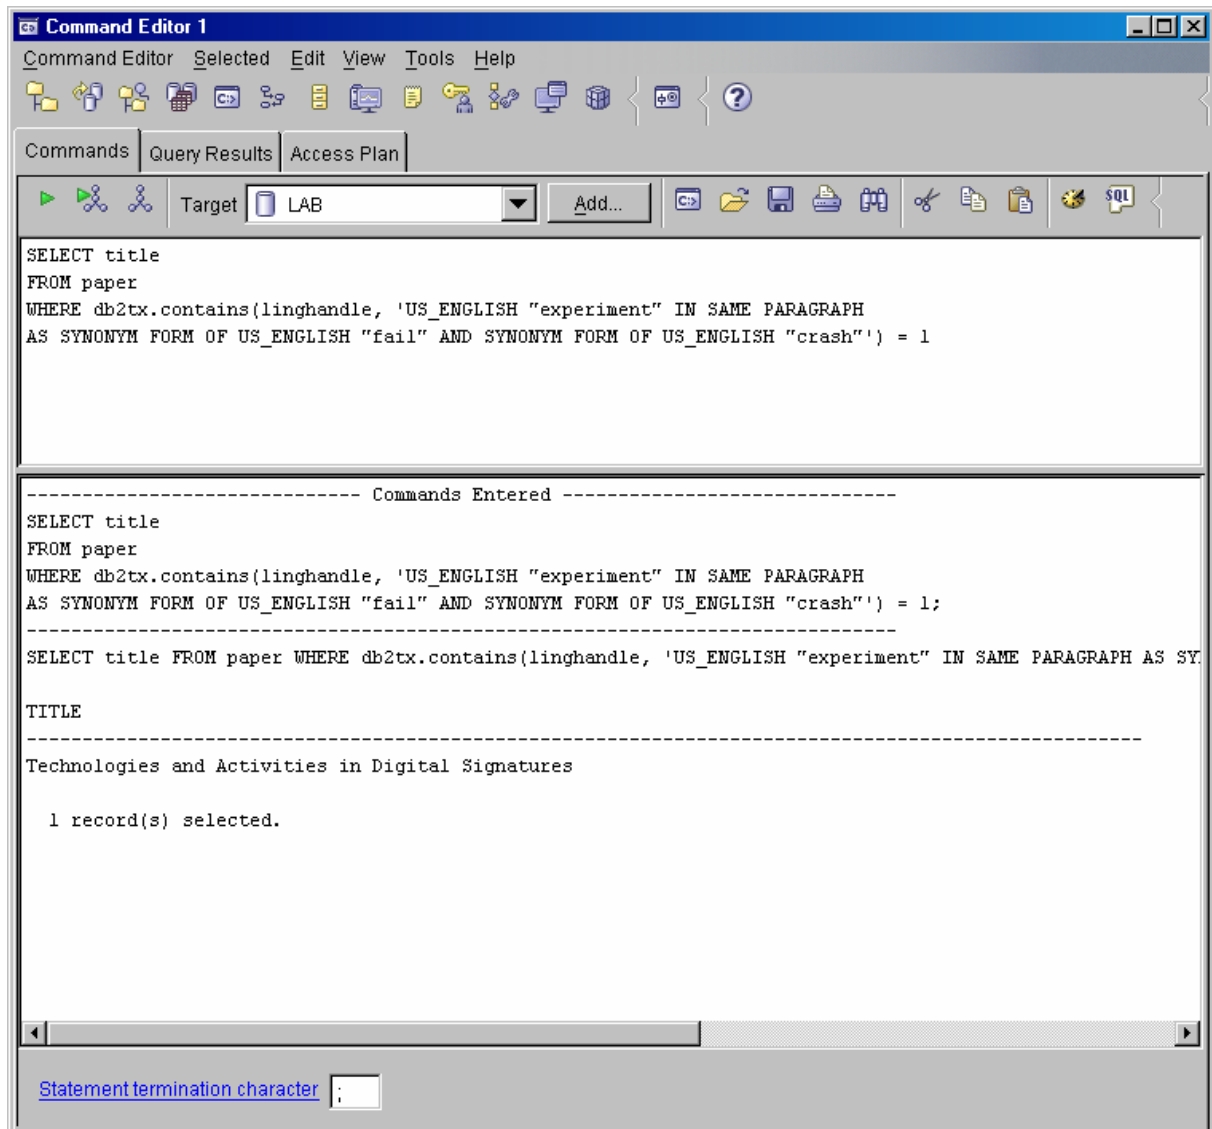 Command Editor 1
Command Editor Selected Edit View Tools Help
Commands Query Results Access Plan
Target LAB Add... SQL
SELECT title
FROM paper
WHERE db2tx.contains(linghandle, 'US_ENGLISH "experiment" IN SAME PARAGRAPH
AS SYNONYM FORM OF US_ENGLISH "fail" AND SYNONYM FORM OF US_ENGLISH "crash"') = 1
------------------------------ Commands Entered ------------------------------
SELECT title
FROM paper
WHERE db2tx.contains(linghandle, 'US_ENGLISH "experiment" IN SAME PARAGRAPH
AS SYNONYM FORM OF US_ENGLISH "fail" AND SYNONYM FORM OF US_ENGLISH "crash"') = 1;
------------------------------------------------------------------------------
SELECT title FROM paper WHERE db2tx.contains(linghandle, 'US_ENGLISH "experiment" IN SAME PARAGRAPH AS SY
TITLE
----------------------------------------------------------------------------------------------------
Technologies and Activities in Digital Signatures
1 record(s) selected.
Statement termination character ;